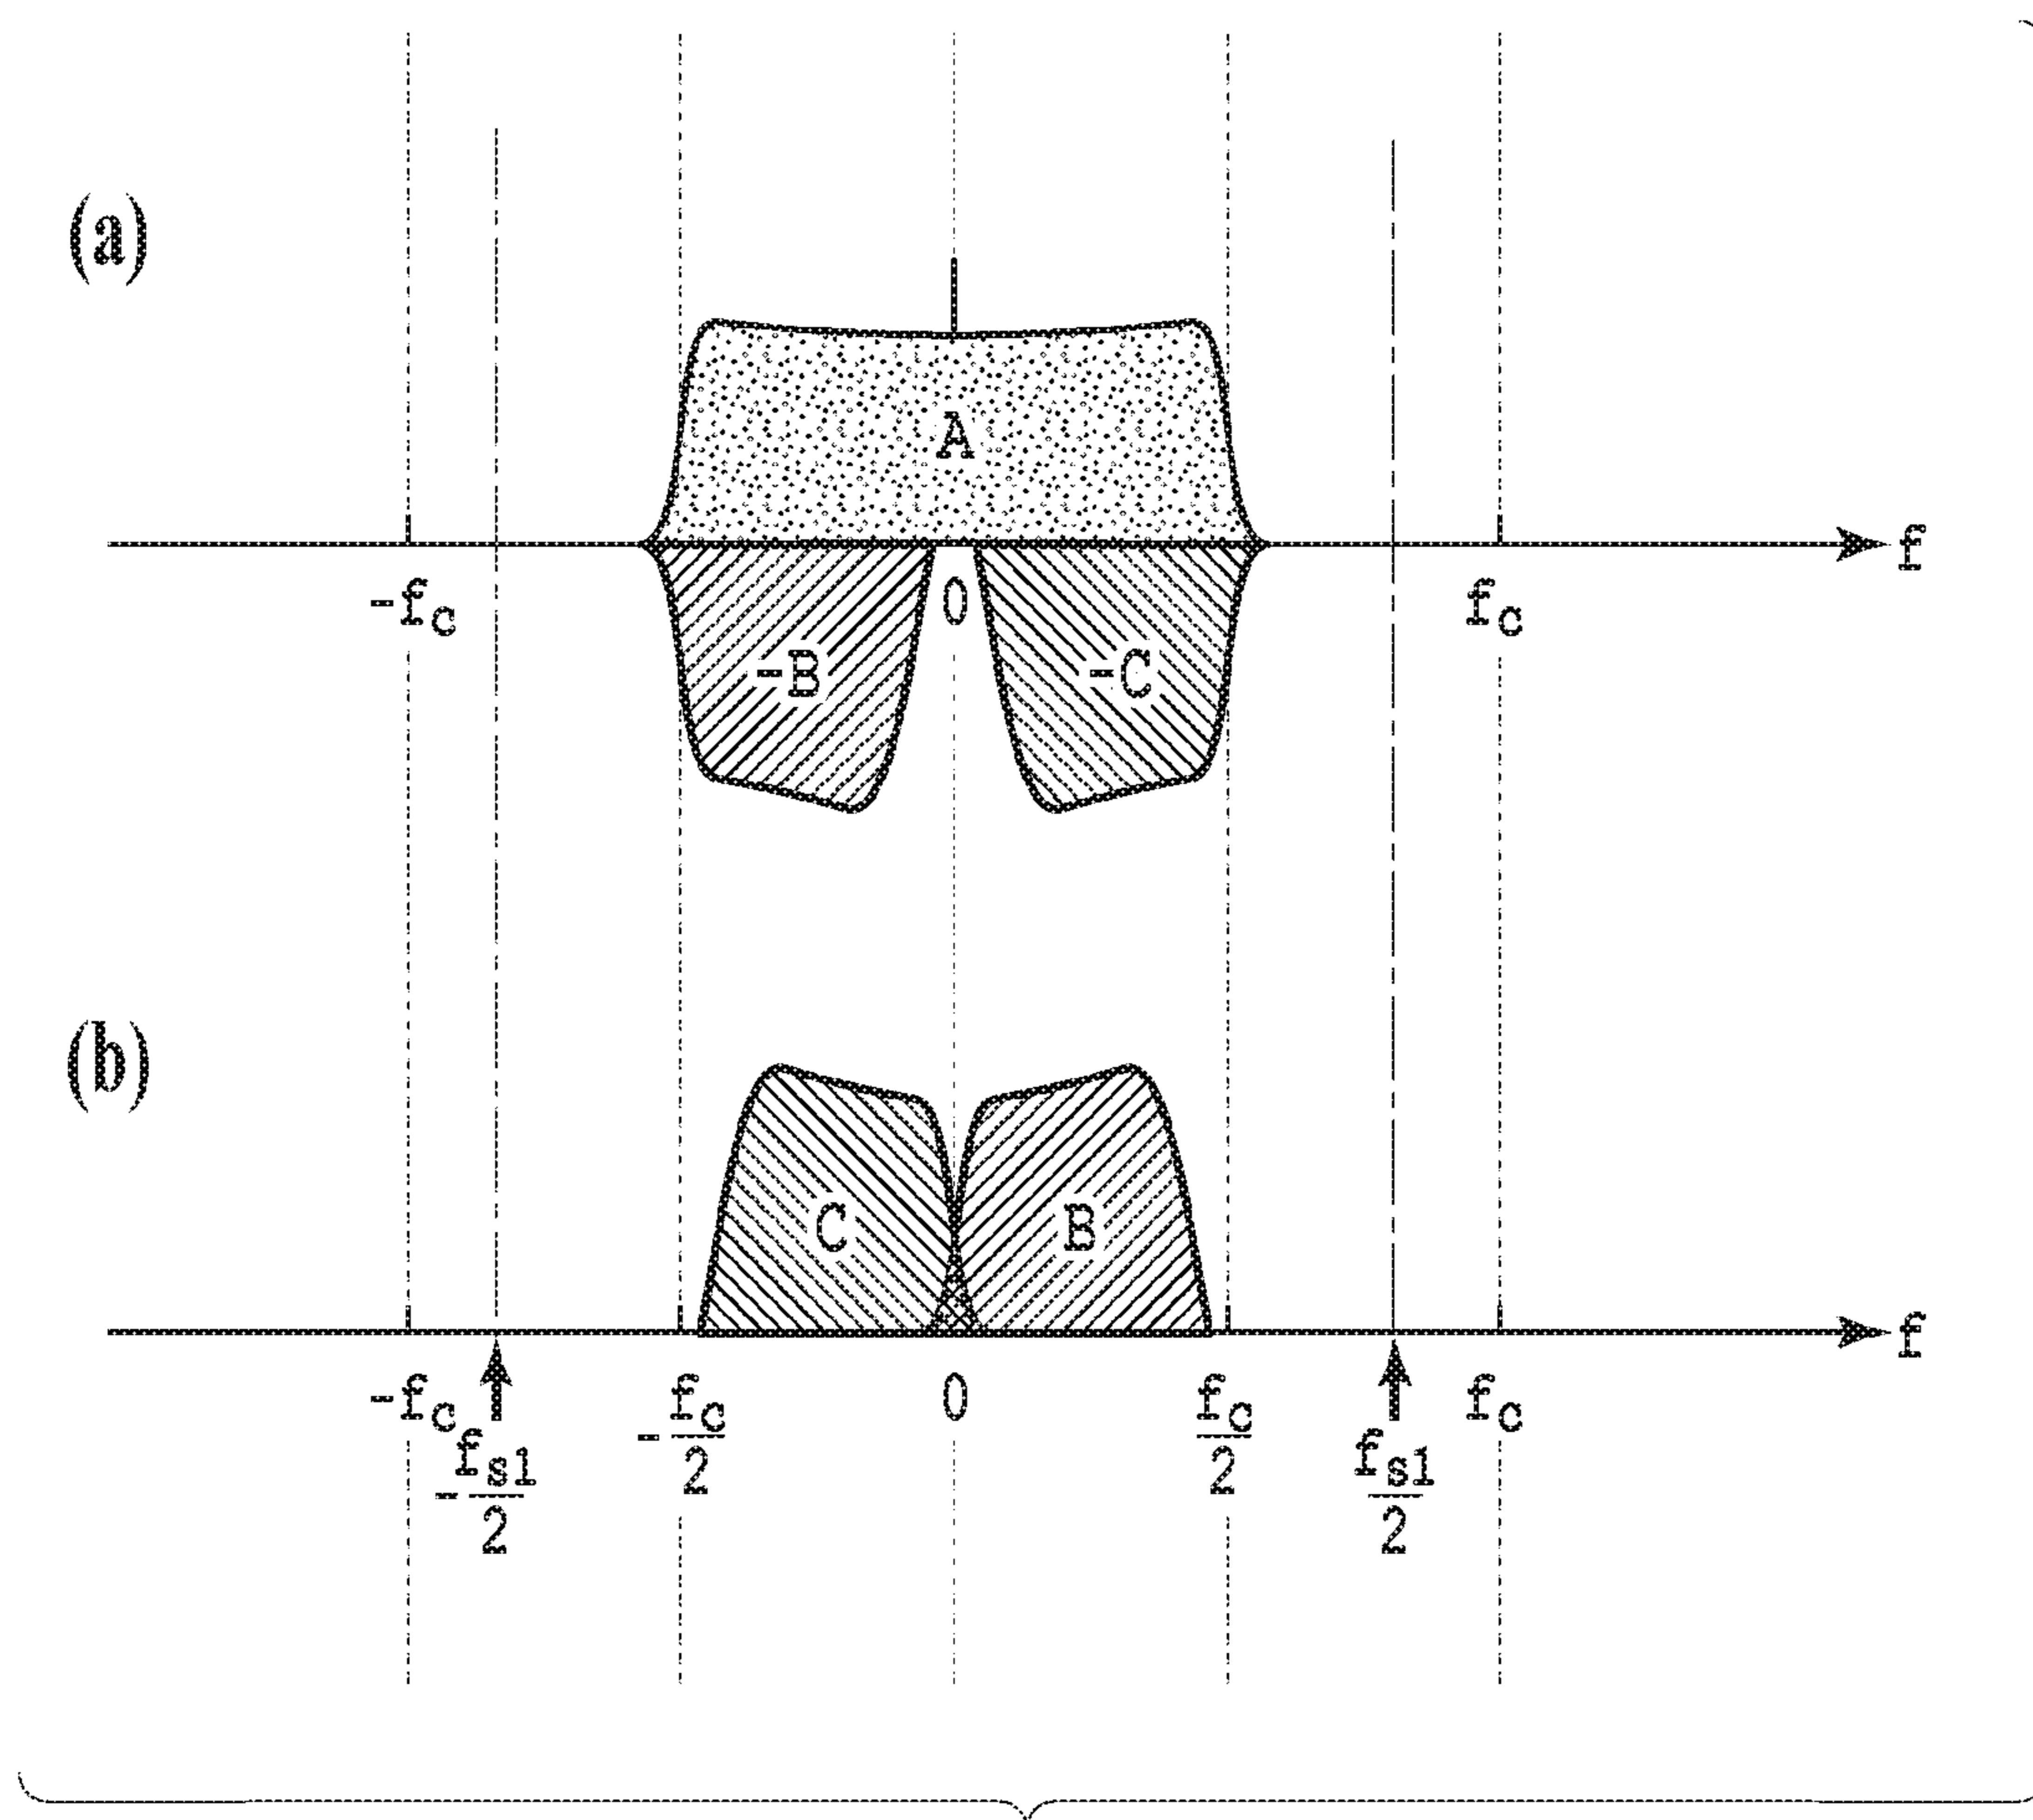 (a)
A
f
-fc 0 fc
-B -C
(b)
C B
f
-fc -fs1/2 -fc/2 0 fc/2 fs1/2 fc